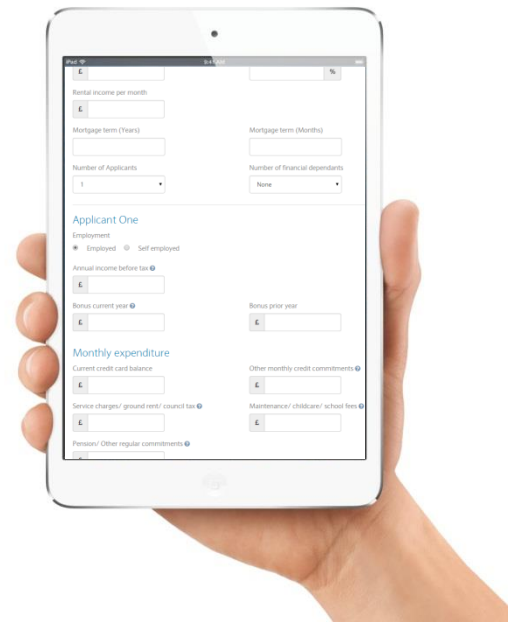 iPad 9:41 AM
£ %
Rental income per month
£
Mortgage term (Years) Mortgage term (Months)
Number of Applicants Number of financial dependants
1 None
Applicant One
Employment
Employed Self employed
Annual income before tax
£
Bonus current year Bonus prior year
£ £
Monthly expenditure
Current credit card balance Other monthly credit commitments
£ £
Service charges/ ground rent/ council tax Maintenance/ childcare/ school fees
£ £
Pension/ Other regular commitments
£